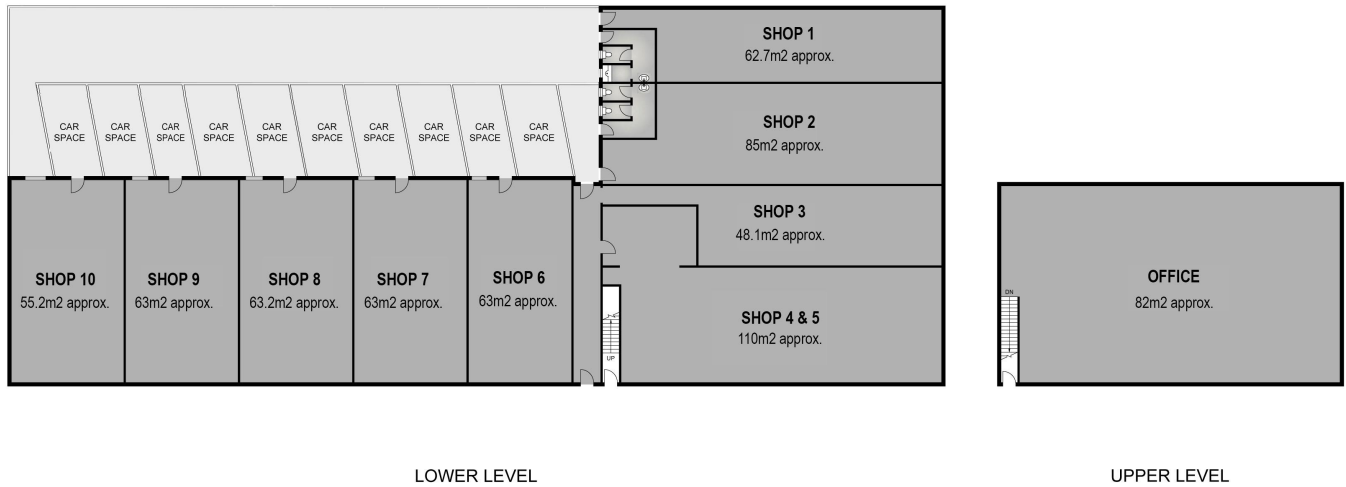 SHOP 1
62.7m2 approx.
SHOP 2
85m2 approx.
CAR
SPACE
CAR
SPACE
CAR
SPACE
CAR
SPACE
CAR
SPACE
CAR
SPACE
CAR
SPACE
CAR
SPACE
CAR
SPACE
CAR
SPACE
SHOP 3
48.1m2 approx.
SHOP 10
55.2m2 approx.
SHOP 9
63m2 approx.
SHOP 8
63.2m2 approx.
SHOP 7
63m2 approx.
SHOP 6
63m2 approx.
SHOP 4 & 5
110m2 approx.
UP
OFFICE
82m2 approx.
DN
LOWER LEVEL
UPPER LEVEL